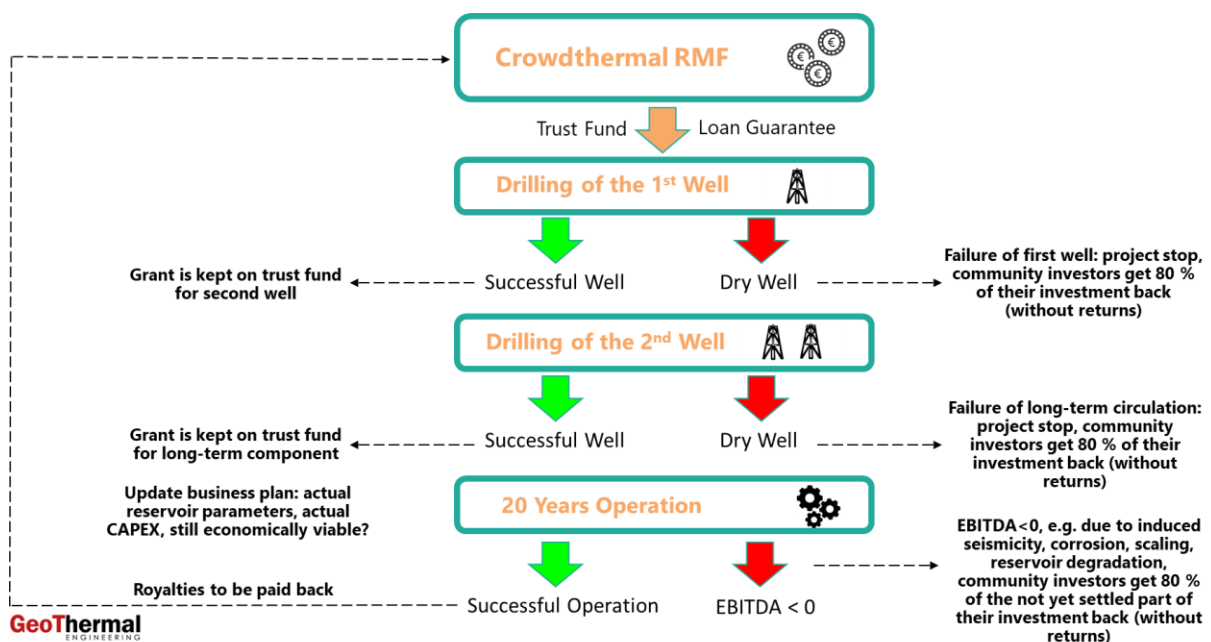 Crowdthermal RMF
Trust Fund
Loan Guarantee
Drilling of the 1st Well
Successful Well
Dry Well
Grant is kept on trust fund
for second well
Failure of first well: project stop,
community investors get 80 %
of their investment back
(without returns)
Drilling of the 2nd Well
Successful Well
Dry Well
Grant is kept on trust fund
for long-term component
Failure of long-term circulation:
project stop, community
investors get 80 % of their
investment back (without
returns)
Update business plan: actual
reservoir parameters, actual
CAPEX, still economically viable?
20 Years Operation
EBITDA<0, e.g. due to induced
seismicity, corrosion, scaling,
reservoir degradation,
community investors get 80 %
of the not yet settled part of
their investment back (without
returns)
Royalties to be paid back
Successful Operation
EBITDA < 0
GeoThermal
ENGINEERING